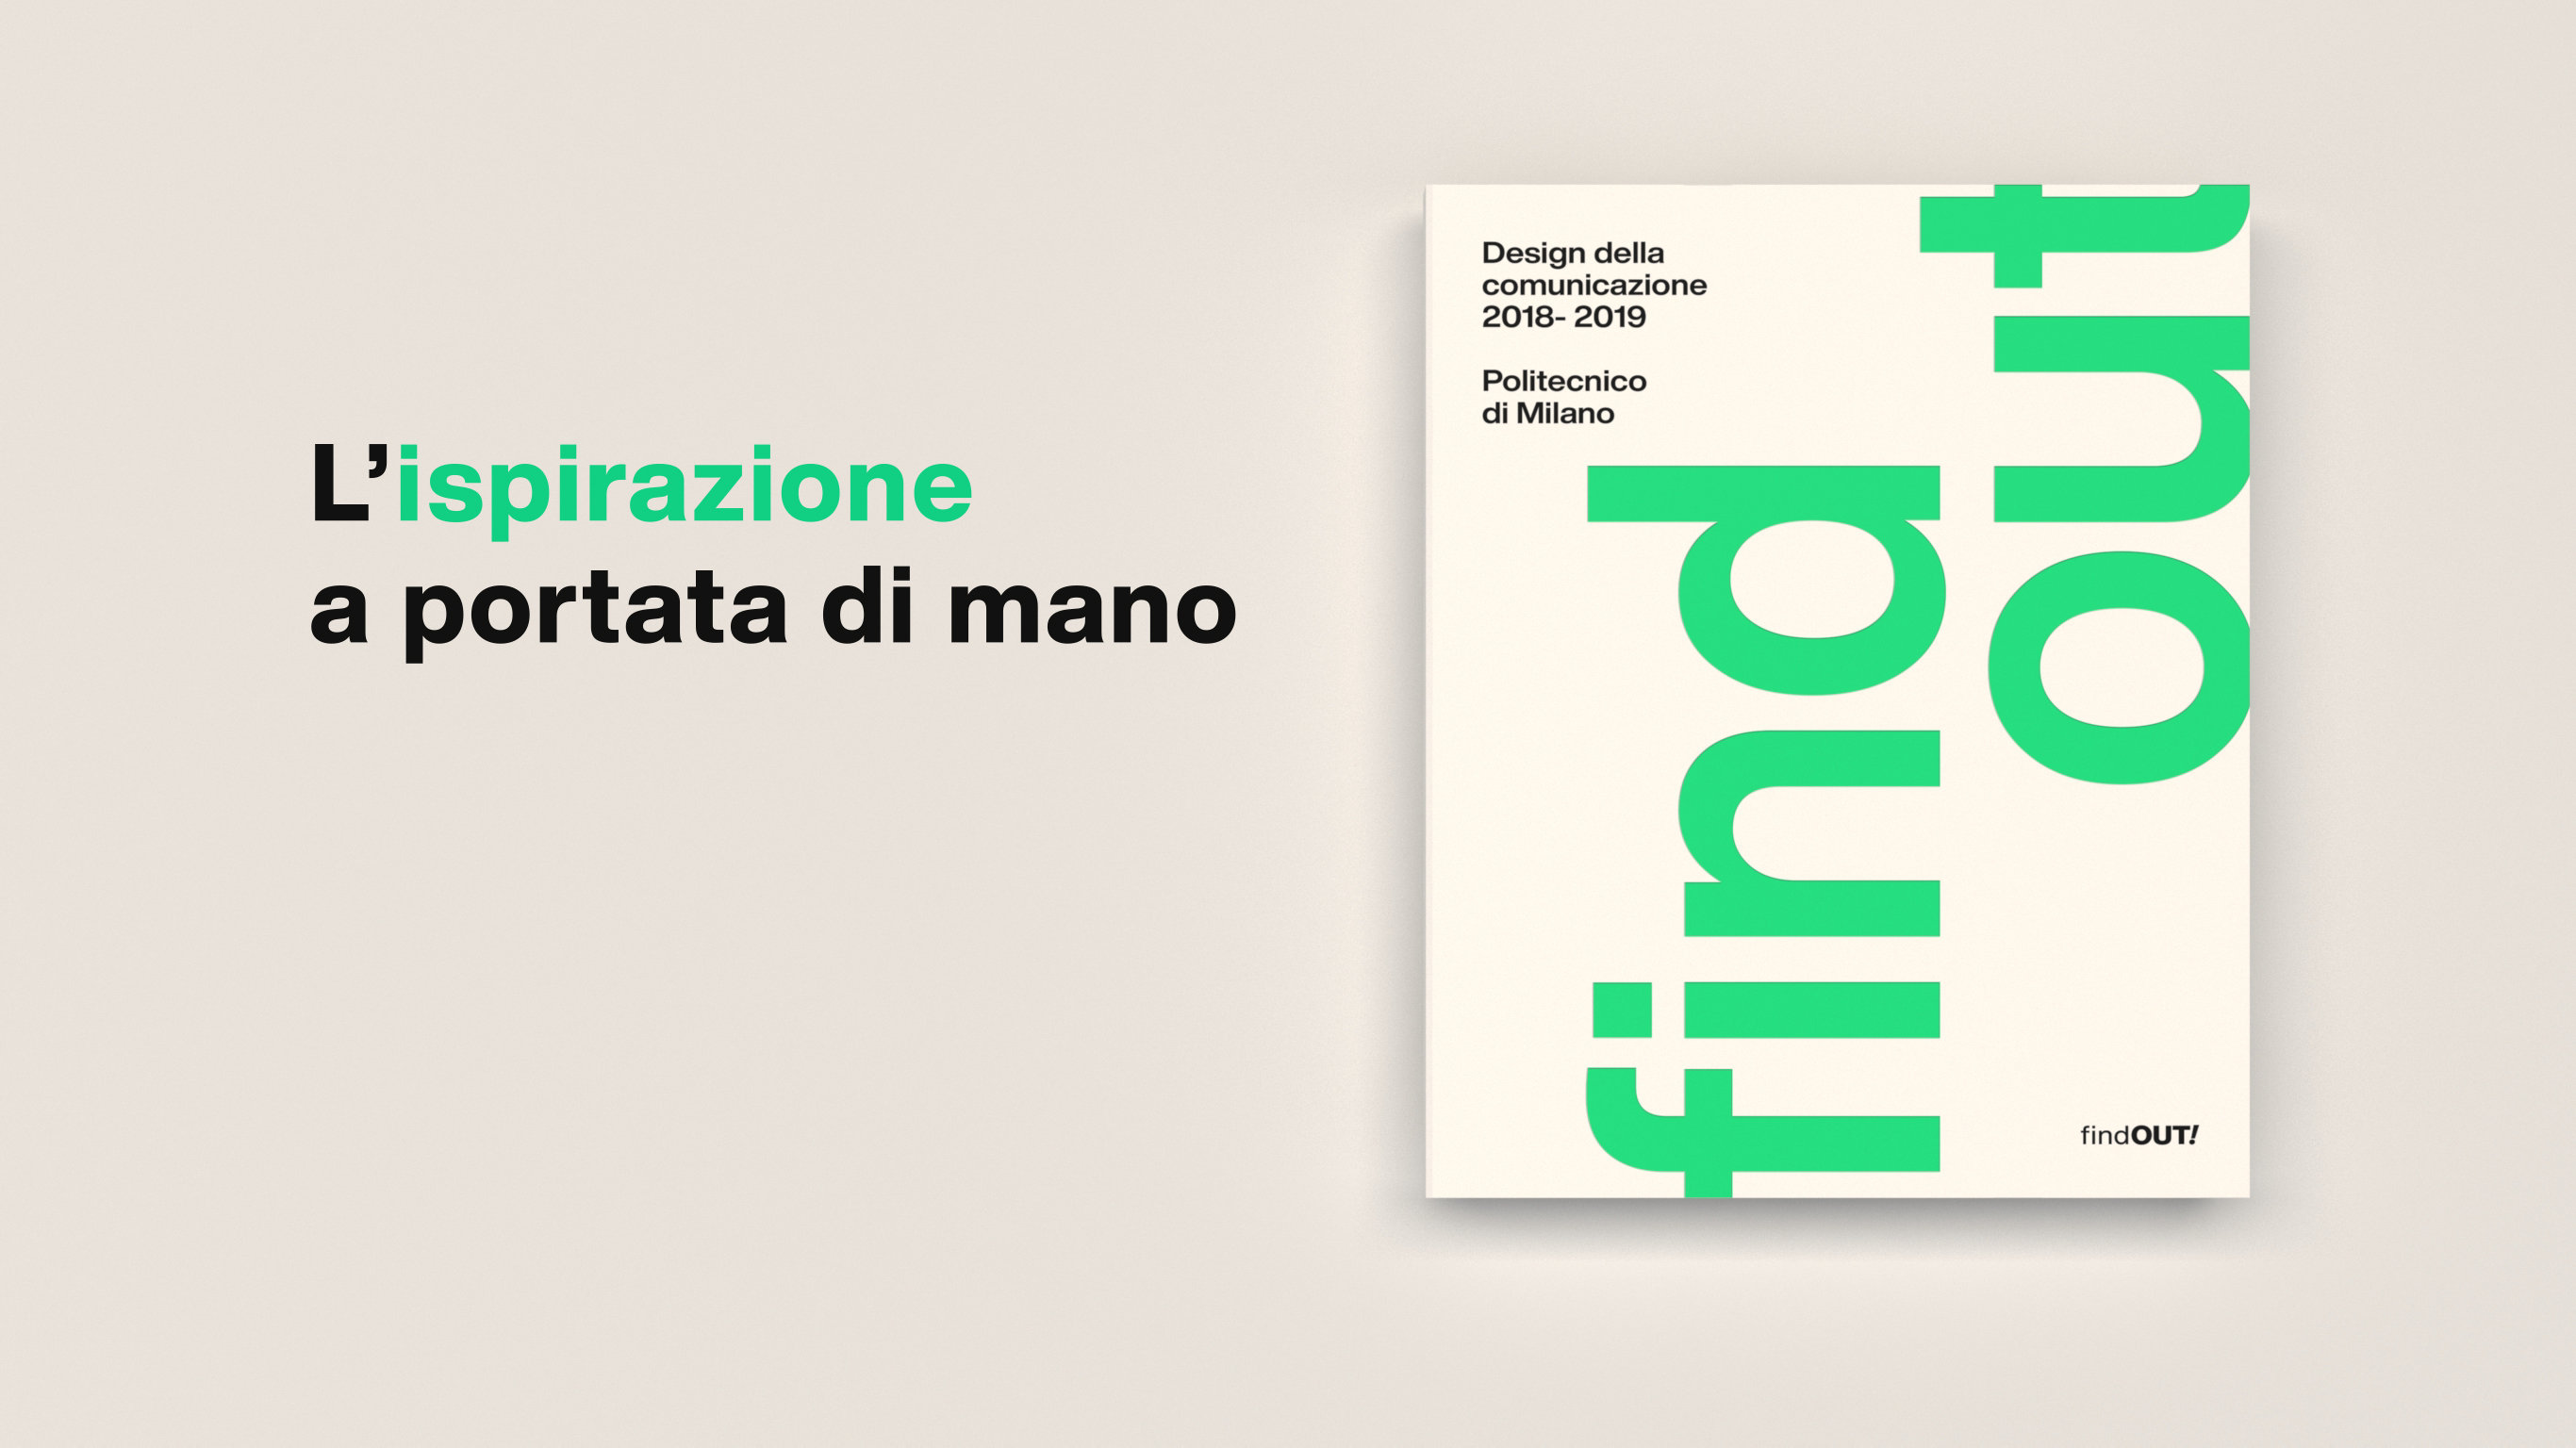 L’ispirazione
a portata di mano
Design della
comunicazione
2018- 2019
Politecnico
di Milano
find
out
findOUT!